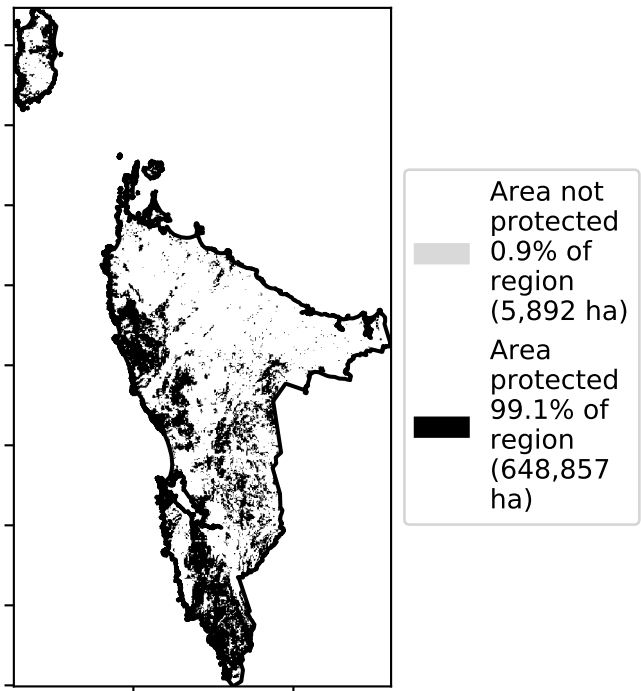 Area not
protected
0.9% of
region
(5,892 ha)
Area
protected
99.1% of
region
(648,857
ha)